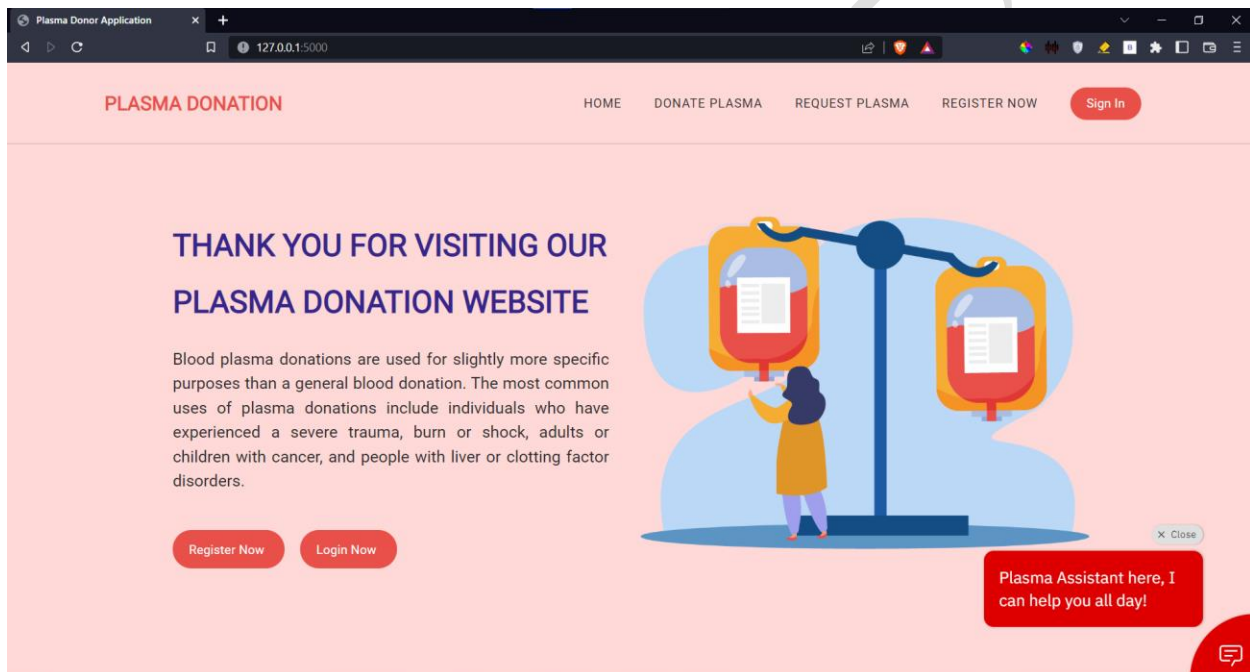 Plasma Donor Application
127.0.0.1:5000
PLASMA DONATION
HOME
DONATE PLASMA
REQUEST PLASMA
REGISTER NOW
Sign In
THANK YOU FOR VISITING OUR
PLASMA DONATION WEBSITE
Blood plasma donations are used for slightly more specific
purposes than a general blood donation. The most common
uses of plasma donations include individuals who have
experienced a severe trauma, burn or shock, adults or
children with cancer, and people with liver or clotting factor
disorders.
Register Now
Login Now
Close
Plasma Assistant here, I
can help you all day!